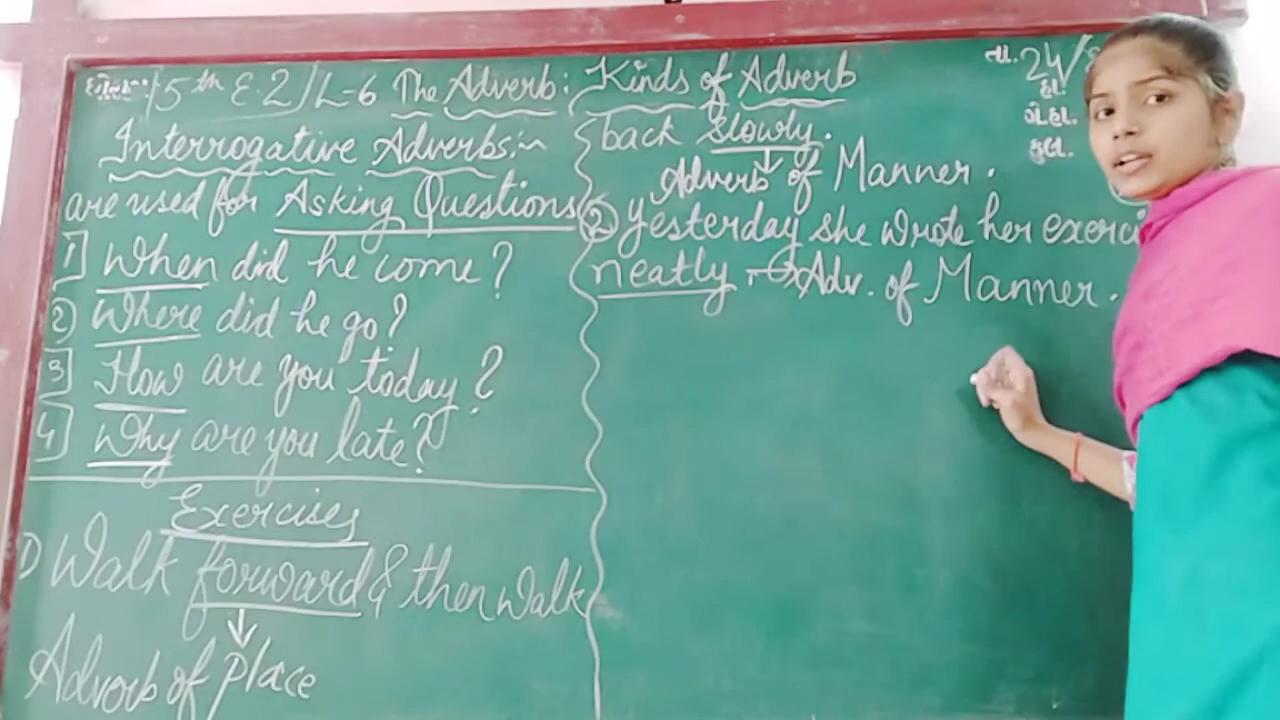 5th E.2 L-6 The Adverb: Kinds of Adverb
Interrogative Adverbs:-
are used for Asking Questions
1] When did he come?
2) Where did he go?
3] How are you today?
4] Why are you late?
Exercises
1) Walk forward & then walk
Adverb of place
back slowly.
Adverb of Manner.
2 yesterday she wrote her exerci
neatly → Adv. of Manner.
તા. 24/
હા.
ગે.હા.
કુલ.